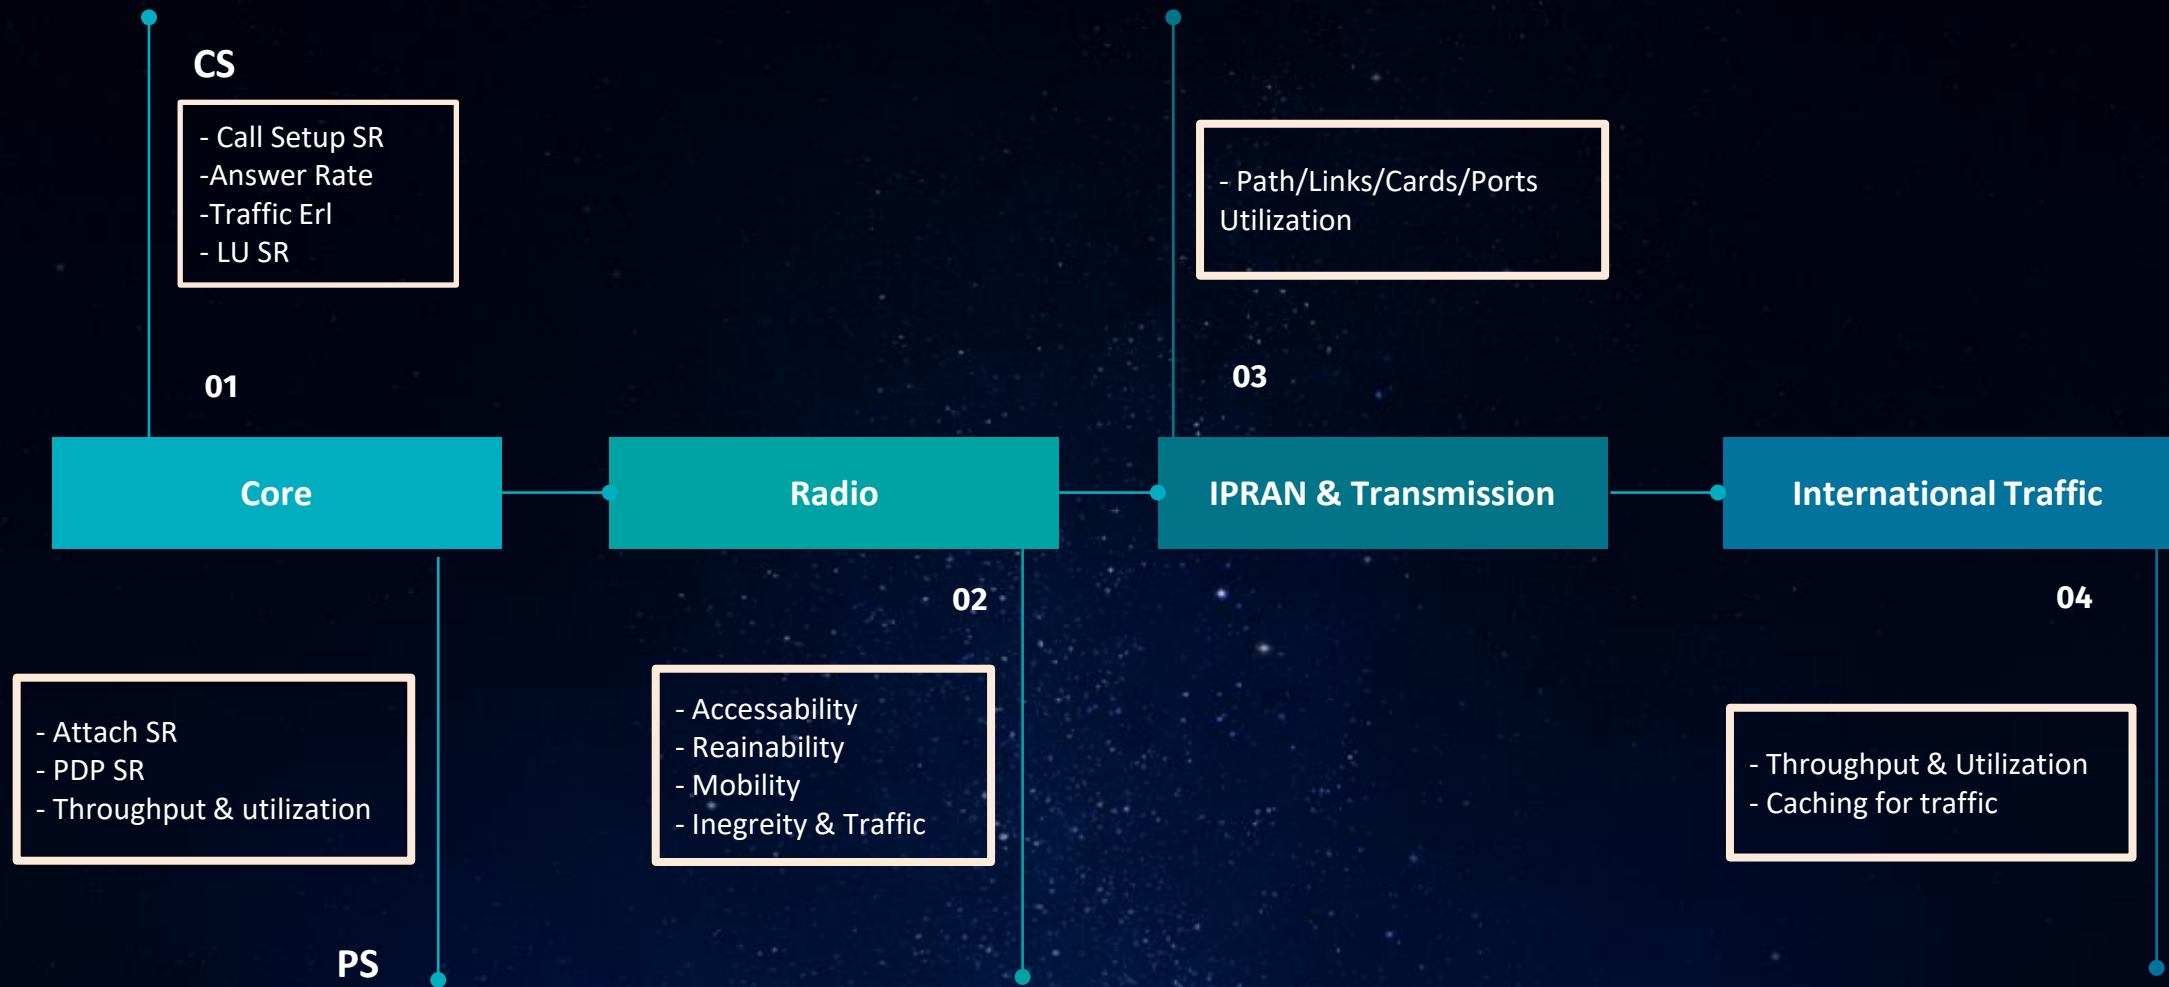 CS
- Call Setup SR
-Answer Rate
-Traffic Erl
- LU SR
01
- Path/Links/Cards/Ports
Utilization
03
Core
Radio
IPRAN & Transmission
International Traffic
02
04
- Attach SR
- PDP SR
- Throughput & utilization
PS
- Accessability
- Reainability
- Mobility
- Inegreity & Traffic
- Throughput & Utilization
- Caching for traffic